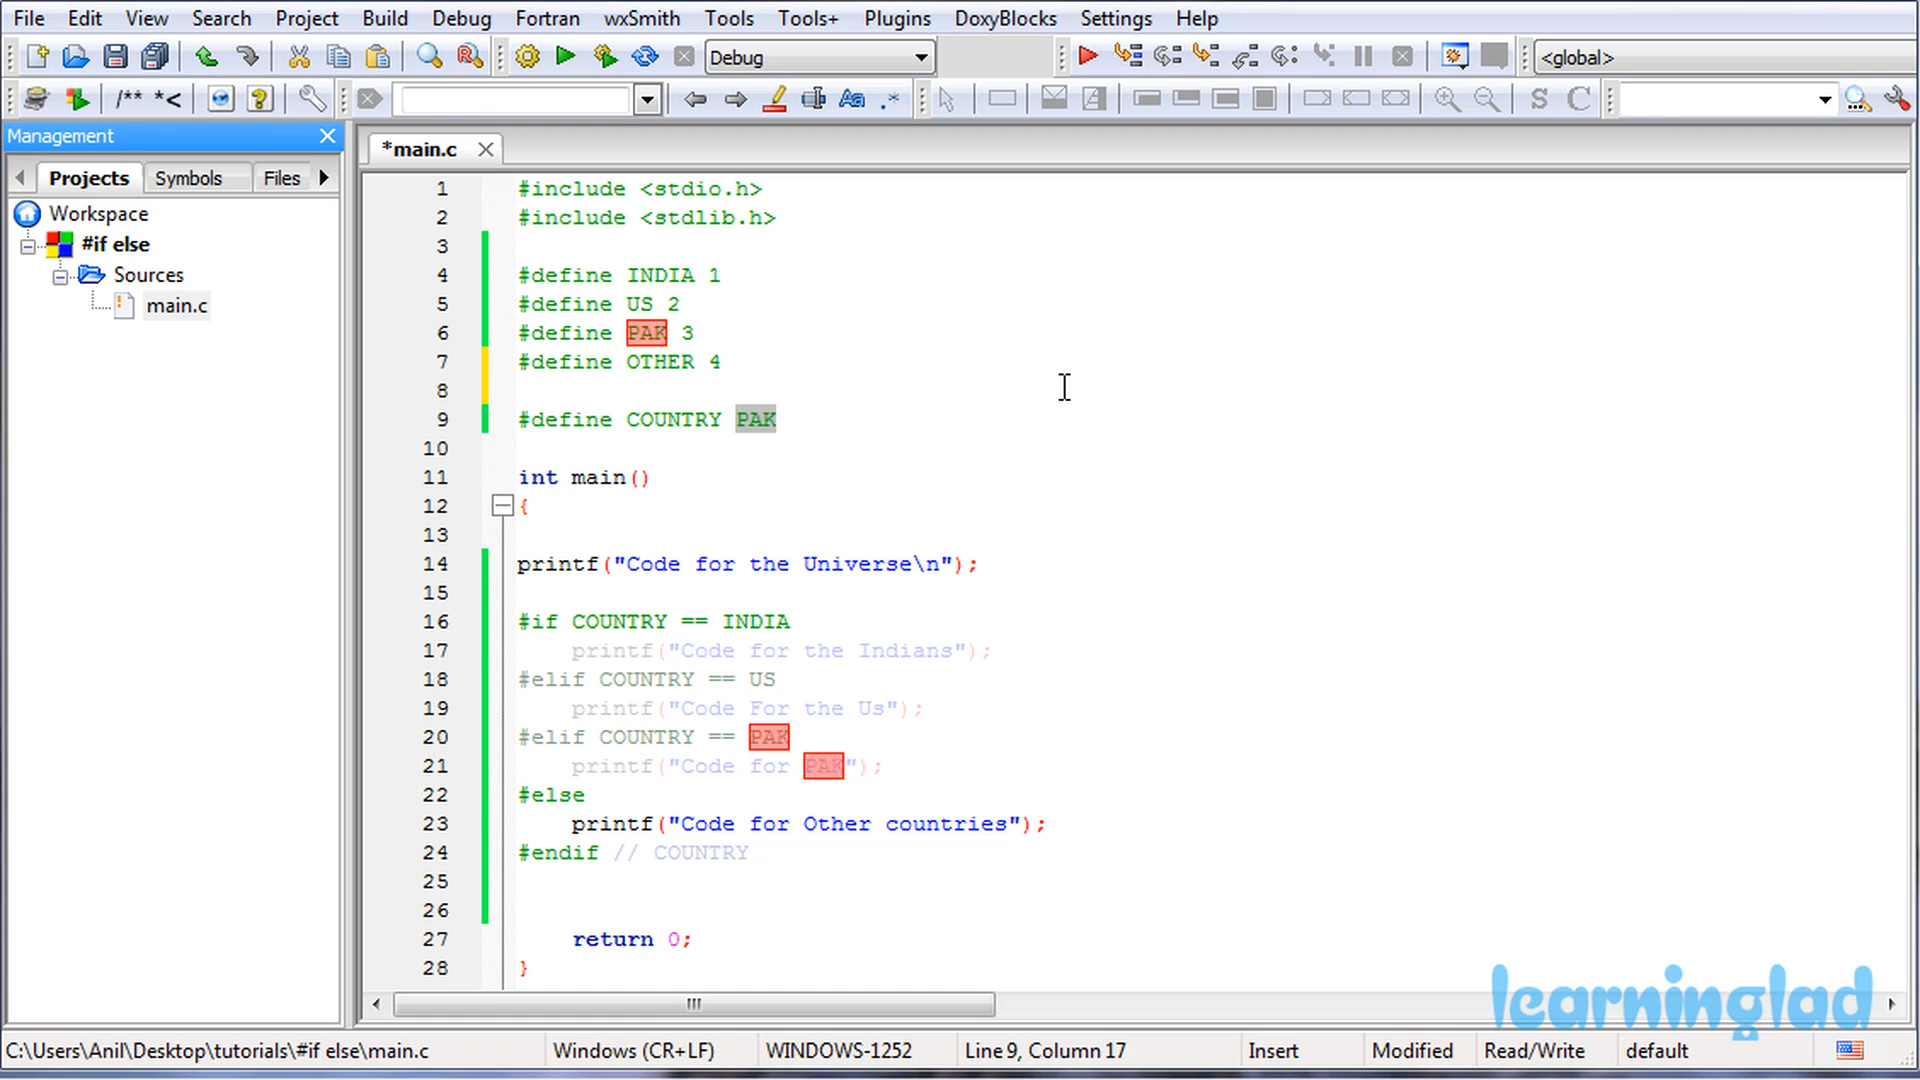 File Edit View Search Project Build Debug Fortran wxSmith Tools Tools+ Plugins DoxyBlocks Settings Help
Debug <global>
/** *<
Aa .* S C
Management
*main.c
Projects Symbols Files
Workspace
#if else
Sources
main.c
1 #include <stdio.h>
2 #include <stdlib.h>
3
4 #define INDIA 1
5 #define US 2
6 #define PAK 3
7 #define OTHER 4
8
9 #define COUNTRY PAK
10
11 int main()
12 {
13
14 printf("Code for the Universe\n");
15
16 #if COUNTRY == INDIA
17 printf("Code for the Indians");
18 #elif COUNTRY == US
19 printf("Code For the Us");
20 #elif COUNTRY == PAK
21 printf("Code for PAK");
22 #else
23 printf("Code for Other countries");
24 #endif // COUNTRY
25
26
27 return 0;
28 }
learninglad
C:\Users\Anil\Desktop\tutorials\#if else\main.c Windows (CR+LF) WINDOWS-1252 Line 9, Column 17 Insert Modified Read/Write default